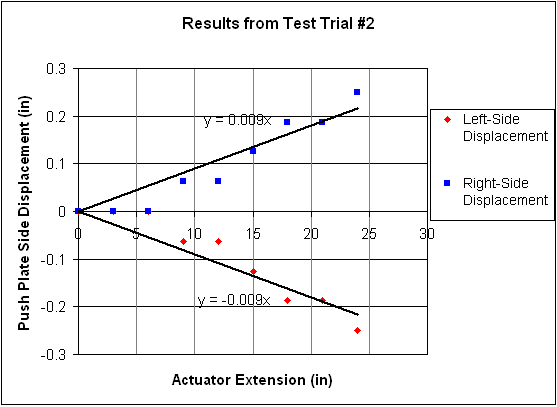 Results from Test Trial #2
Push Plate Side Displacement (in)
0.3
0.2
0.1
0
-0.1
-0.2
-0.3
0 5 10 15 20 25 30
y = 0.009x
y = -0.009x
Actuator Extension (in)
Left-Side
Displacement
Right-Side
Displacement